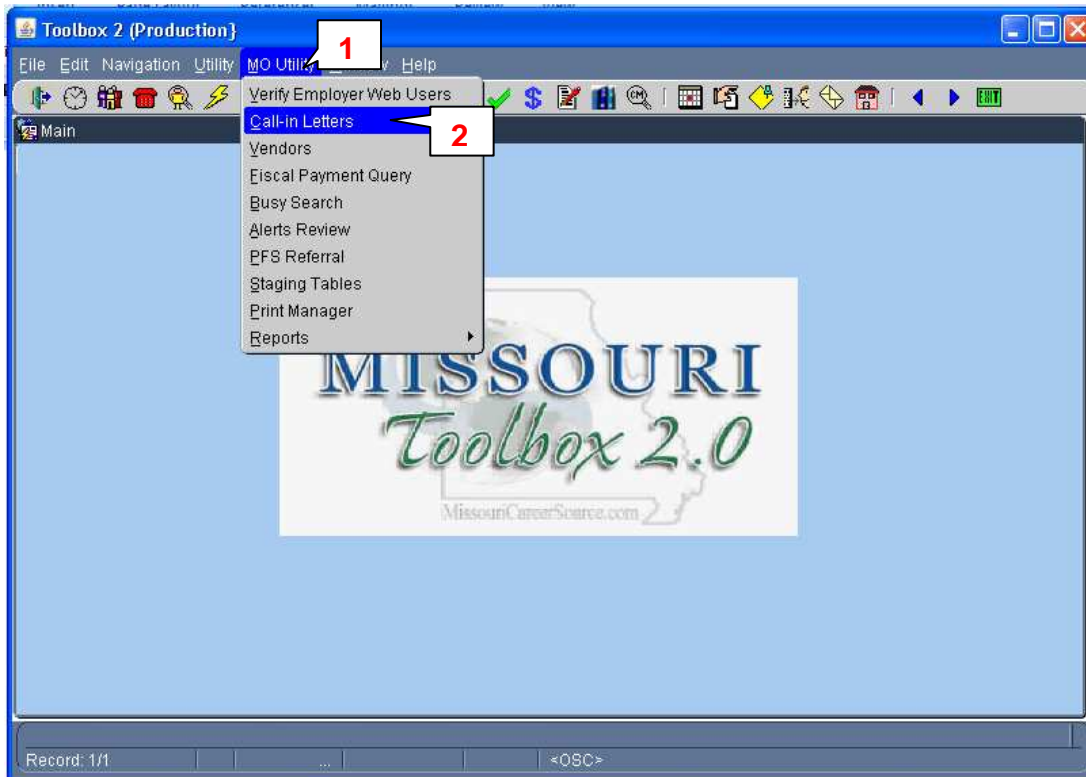 Toolbox 2 (Production}
File Edit Navigation Utility MO Utility Help
1
Verify Employer Web Users
Call-in Letters
2
Vendors
Fiscal Payment Query
Busy Search
Alerts Review
PFS Referral
Staging Tables
Print Manager
Reports
CM
EXIT
Main
MISSOURI
Toolbox 2.0
MissouriCareerSource.com
Record: 1/1 ... <OSC>